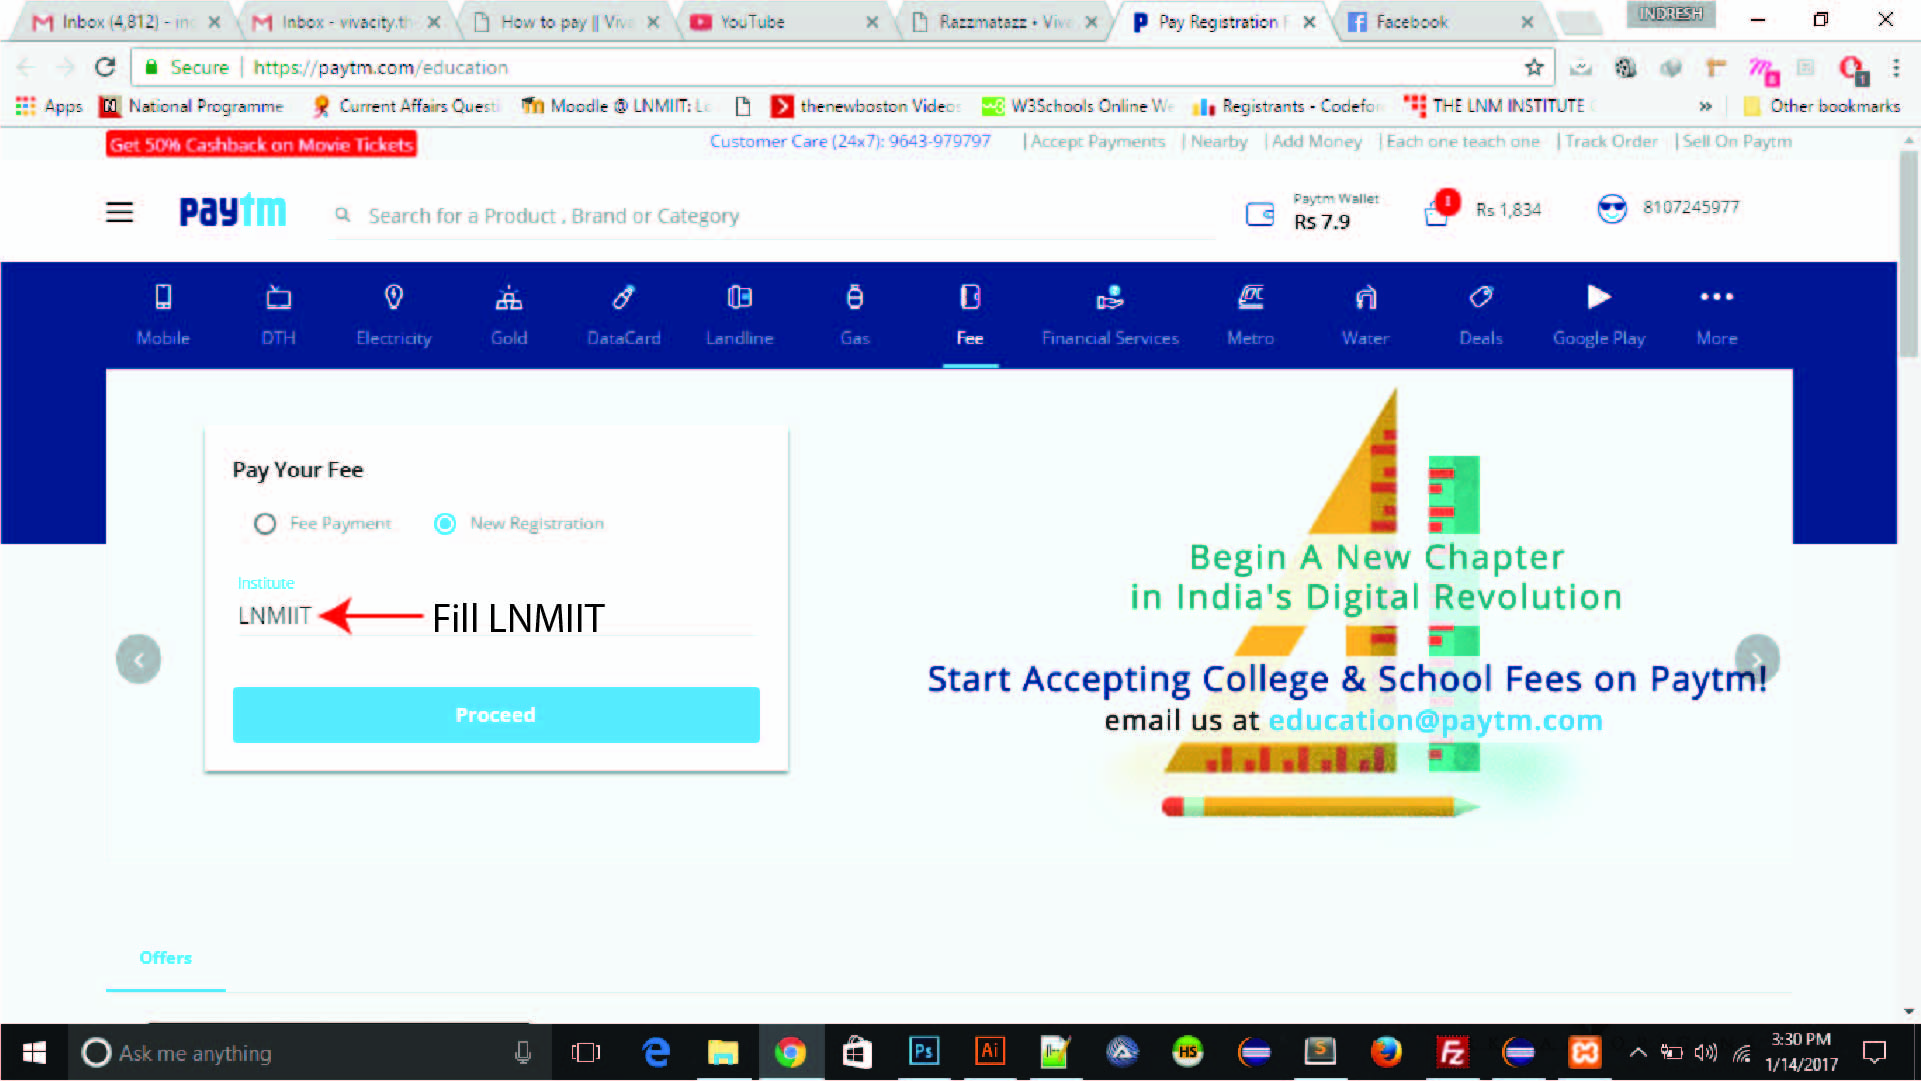 Inbox (4,812) - in
Inbox - vivacity.th
How to pay || Viv
YouTube
Razzmatazz • Viv
Pay Registration F
Facebook
INDRESH
Secure | https://paytm.com/education
Apps
National Programme
Current Affairs Questi
Moodle @ LNMIIT: L
thenewboston Videos
W3Schools Online We
Registrants - Codefor
THE LNM INSTITUTE
»
Other bookmarks
Get 50% Cashback on Movie Tickets
Customer Care (24x7): 9643-979797
| Accept Payments | Nearby | Add Money | Each one teach one | Track Order | Sell On Paytm
paytm
Search for a Product , Brand or Category
Paytm Wallet
Rs 7.9
1
Rs 1,834
8107245977
Mobile
DTH
Electricity
Gold
DataCard
Landline
Gas
Fee
Financial Services
Metro
Water
Deals
Google Play
More
Pay Your Fee
Fee Payment
New Registration
Institute
LNMIIT
Fill LNMIIT
Proceed
Begin A New Chapter
in India's Digital Revolution
Start Accepting College & School Fees on Paytm!
email us at education@paytm.com
Offers
Ask me anything
Ps
Ai
HS
S
Fz
3:30 PM
1/14/2017